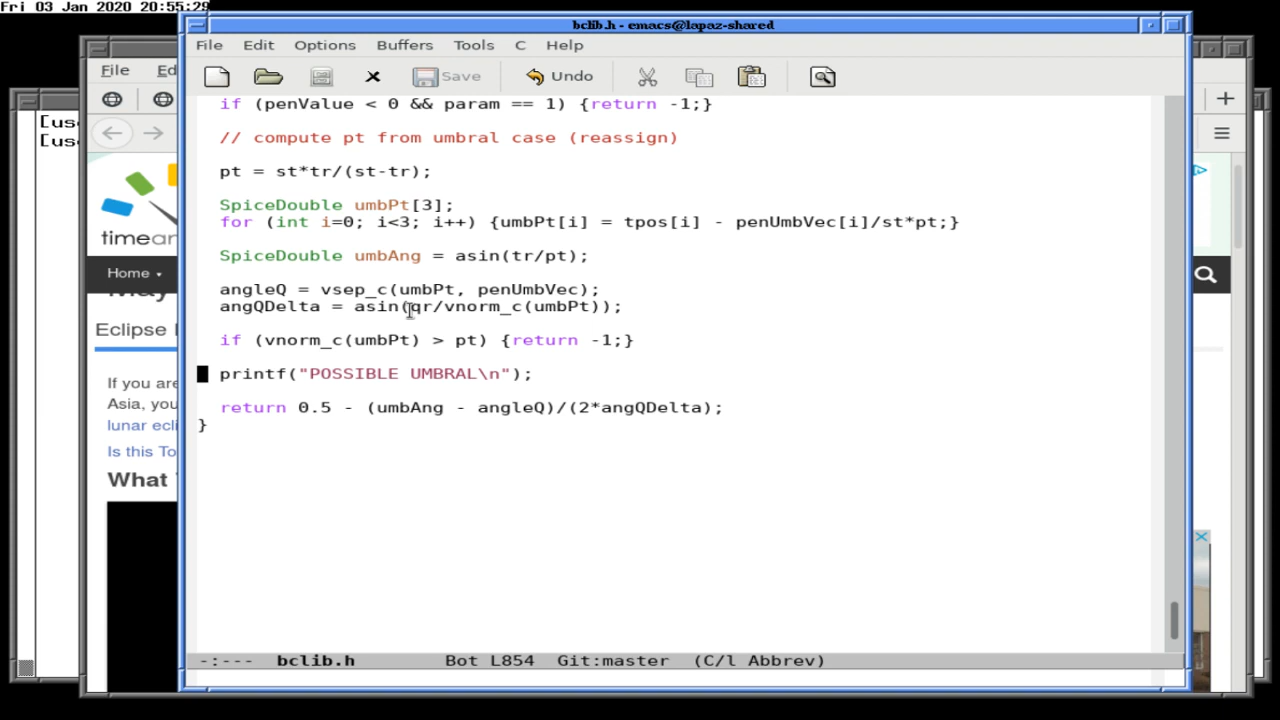 Fri 03 Jan 2020 20:55:29
bclib.h - emacs@lapaz-shared
File Edit Options Buffers Tools C Help
Save Undo
if (penValue < 0 && param == 1) {return -1;}
// compute pt from umbral case (reassign)
pt = st*tr/(st-tr);
SpiceDouble umbPt[3];
for (int i=0; i<3; i++) {umbPt[i] = tpos[i] - penUmbVec[i]/st*pt;}
SpiceDouble umbAng = asin(tr/pt);
angleQ = vsep_c(umbPt, penUmbVec);
angQDelta = asin(qr/vnorm_c(umbPt));
if (vnorm_c(umbPt) > pt) {return -1;}
printf("POSSIBLE UMBRAL\n");
return 0.5 - (umbAng - angleQ)/(2*angQDelta);
}
-:--- bclib.h Bot L854 Git:master (C/l Abbrev)
File Ed
[us
[us
timean
Home
Eclipse
If you are
Asia, you
lunar ecli
Is this To
What